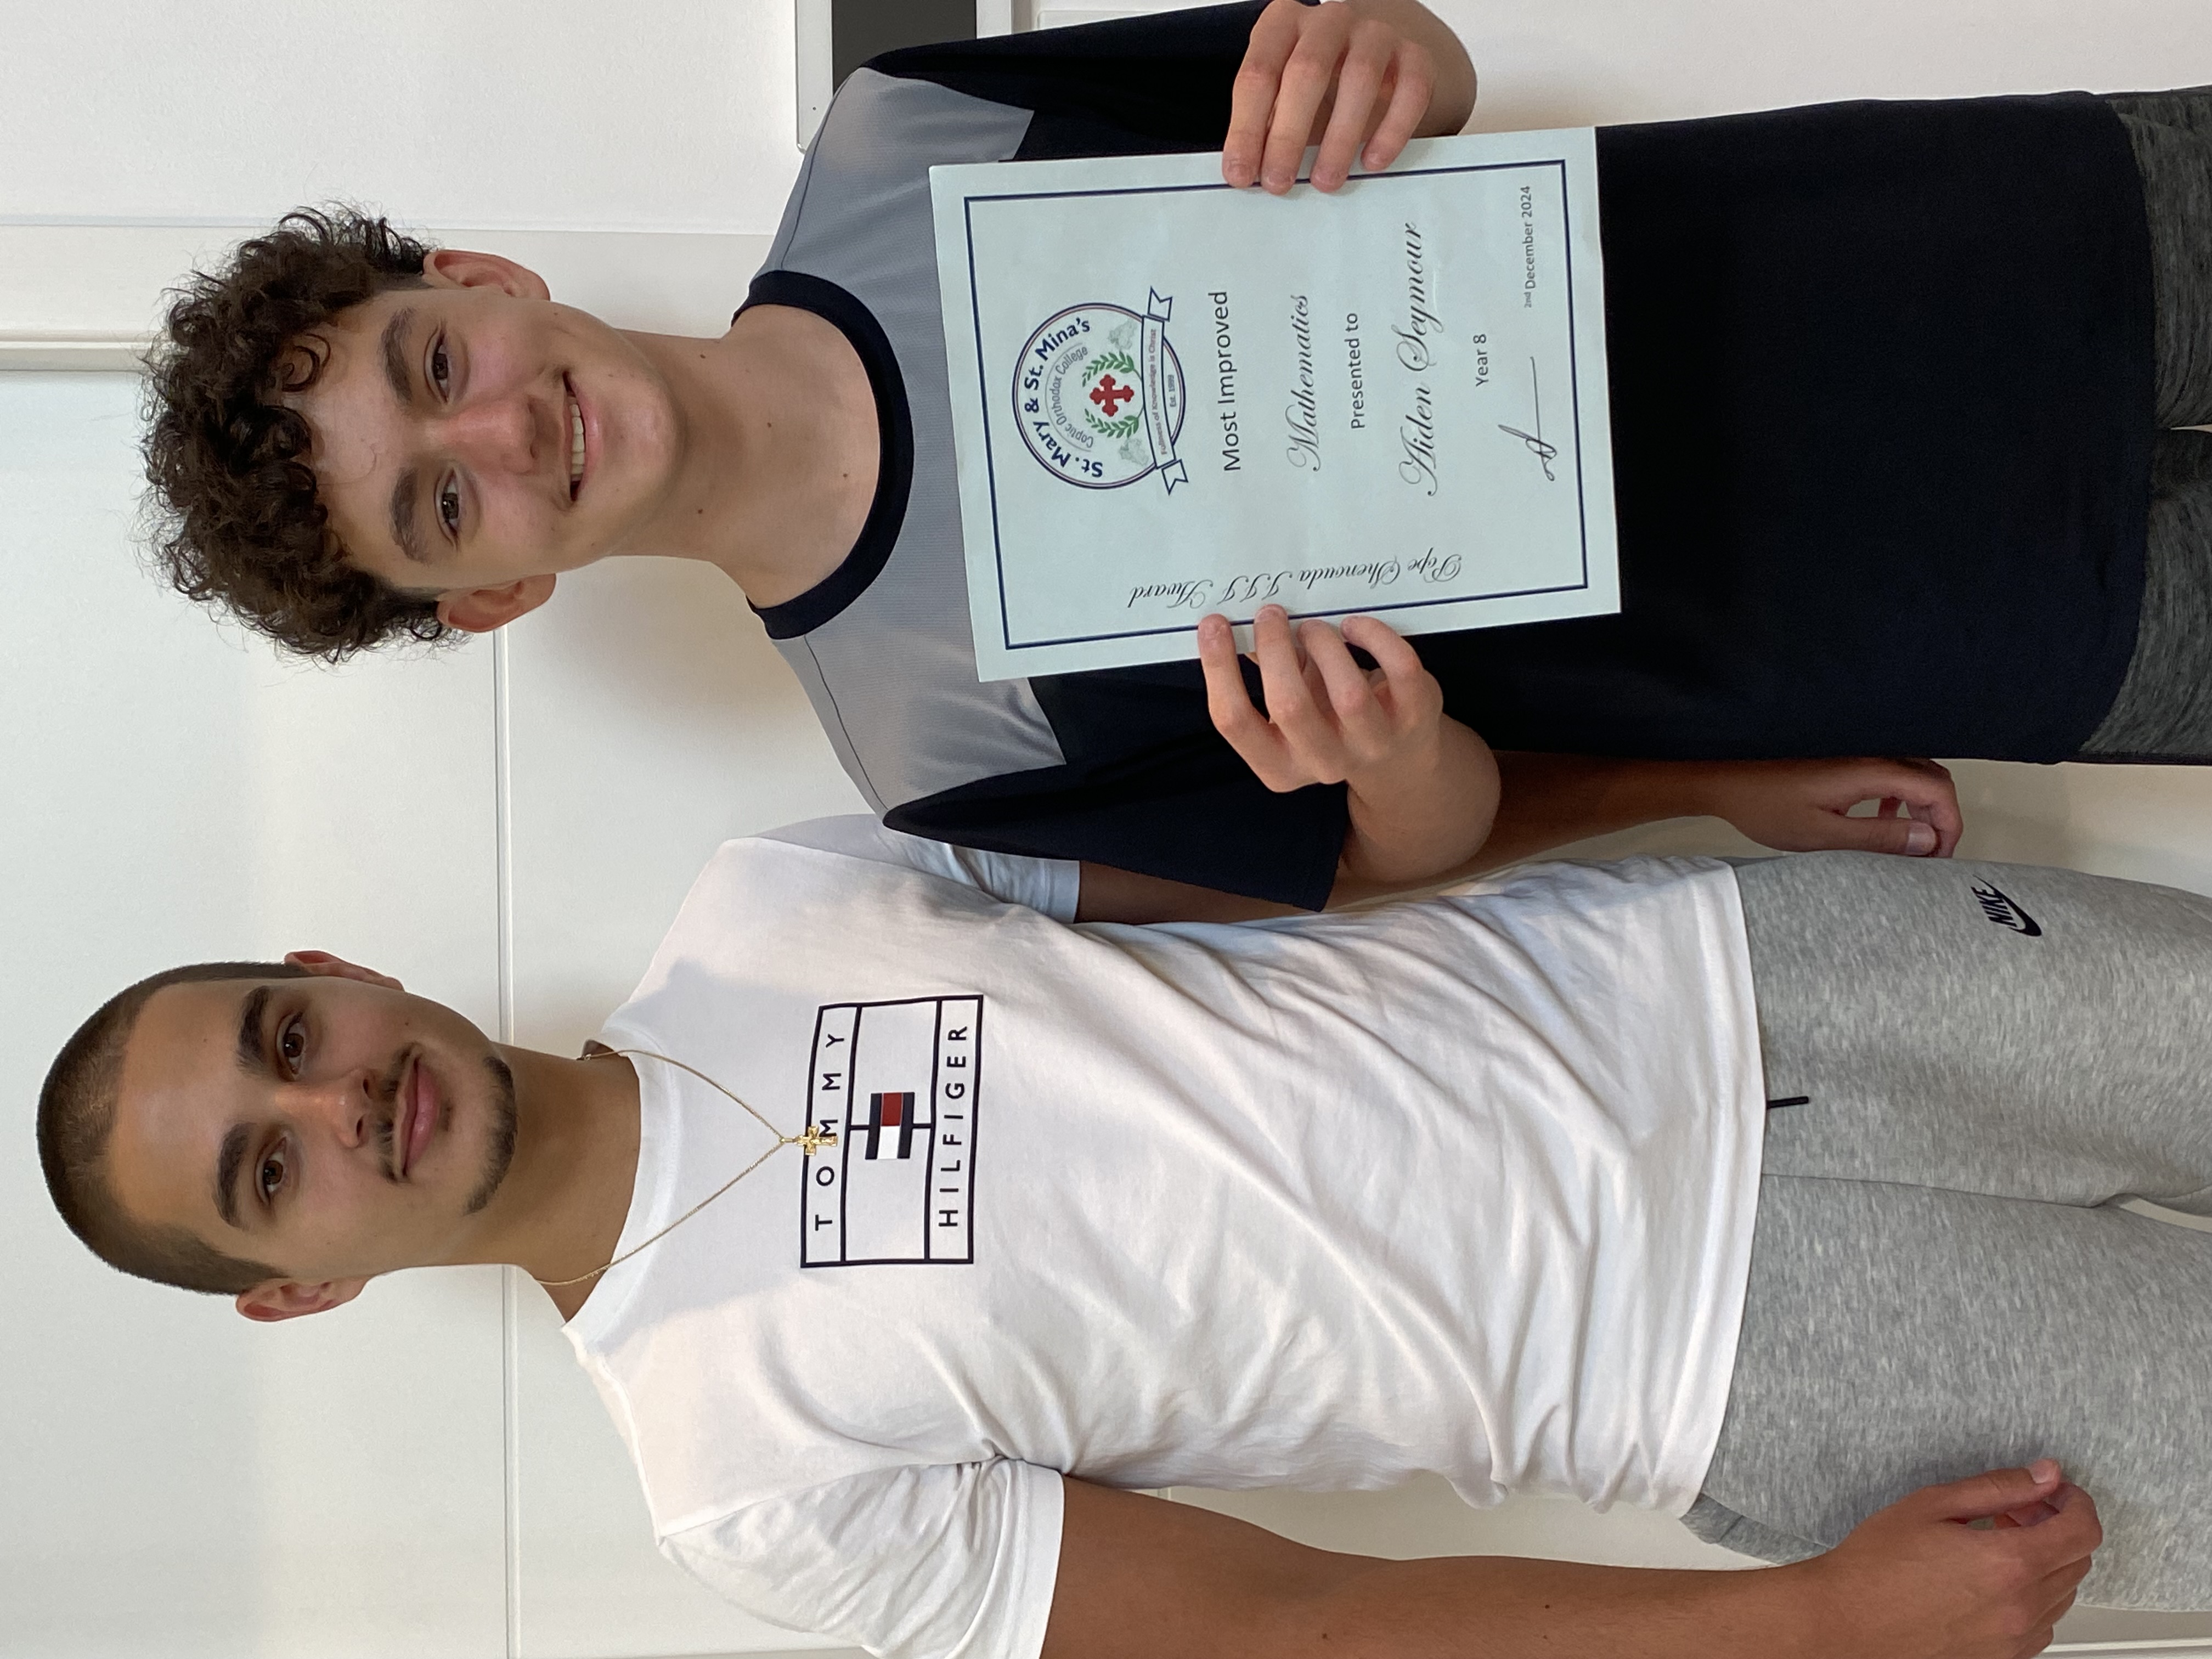 TOMMY
HILFIGER
NIKE
St. Mary & St. Mina's
Coptic Orthodox College
Fullness of Knowledge is Christ
Est. 1999
Pope Shenouda III Award
Most Improved
Mathematics
Presented to
Aiden Seymour
Year 8
2nd December 2024